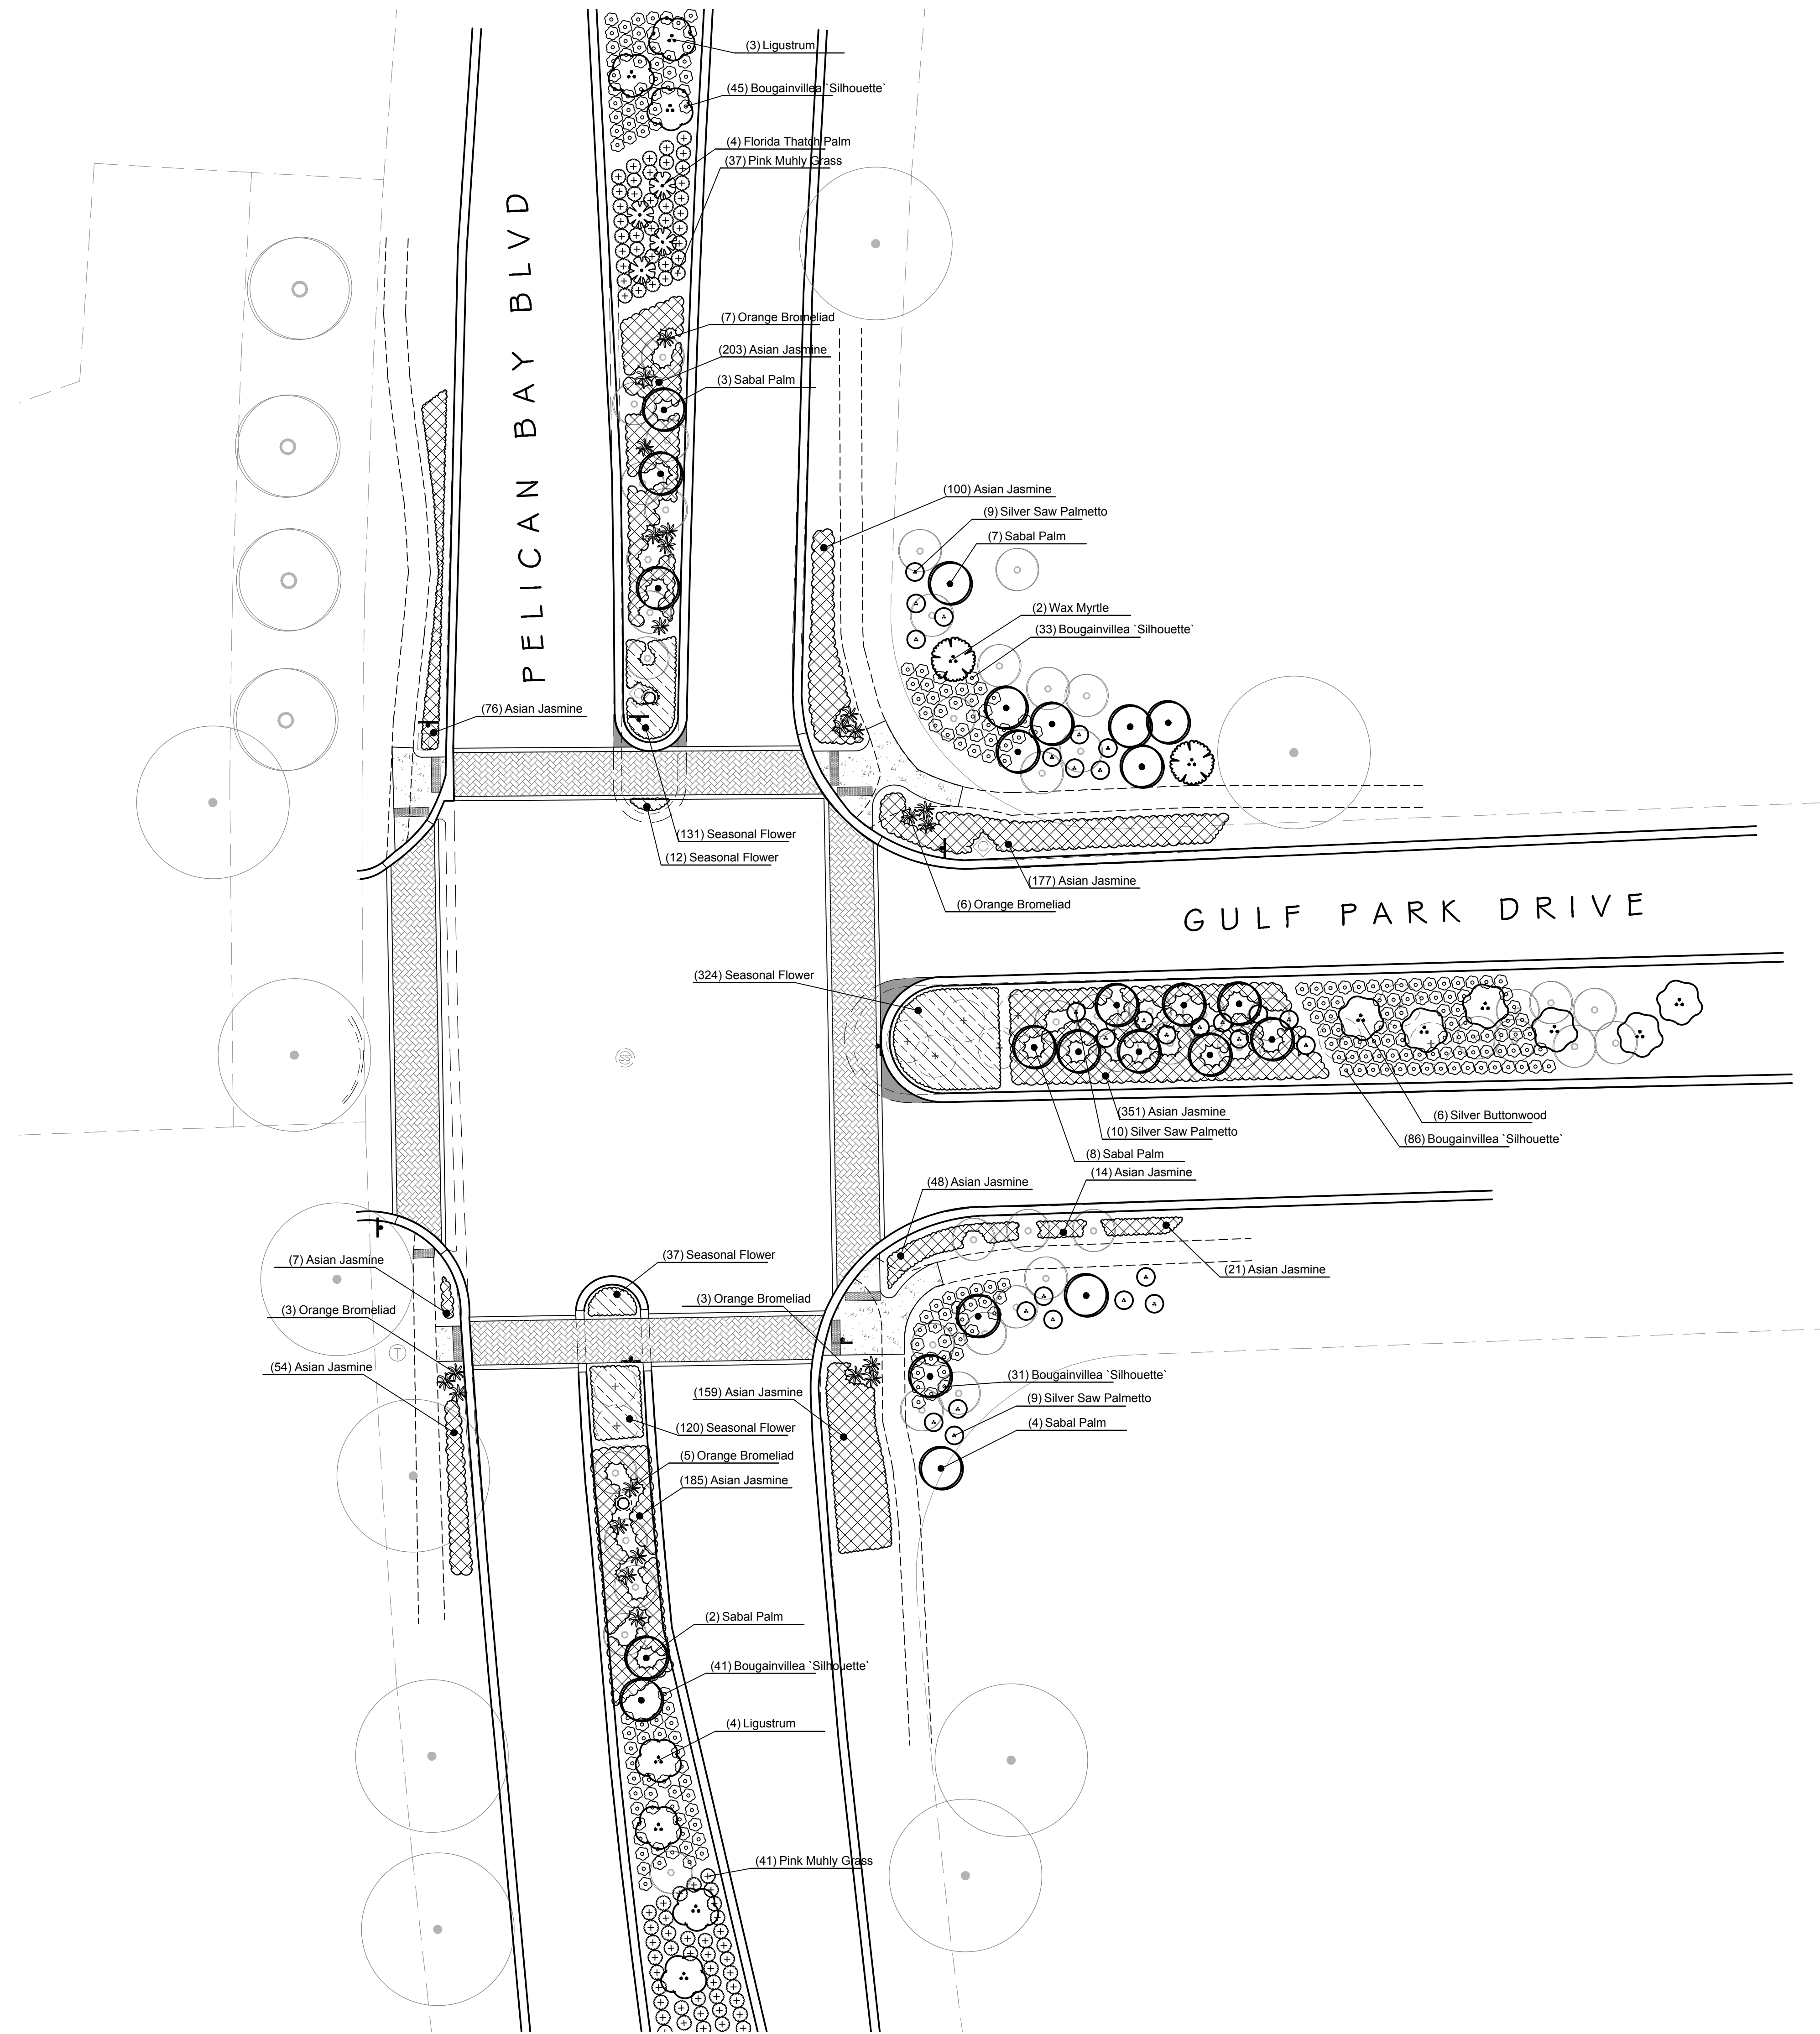 (3) Ligustrum
(45) Bougainvillea `Silhouette`
(4) Florida Thatch Palm
(37) Pink Muhly Grass
PELICAN BAY BLVD
(7) Orange Bromeliad
(203) Asian Jasmine
(3) Sabal Palm
(100) Asian Jasmine
(9) Silver Saw Palmetto
(7) Sabal Palm
(2) Wax Myrtle
(33) Bougainvillea `Silhouette`
(76) Asian Jasmine
(131) Seasonal Flower
(12) Seasonal Flower
(177) Asian Jasmine
(6) Orange Bromeliad
GULF PARK DRIVE
(324) Seasonal Flower
SS
(351) Asian Jasmine
(10) Silver Saw Palmetto
(8) Sabal Palm
(6) Silver Buttonwood
(86) Bougainvillea `Silhouette`
(14) Asian Jasmine
(48) Asian Jasmine
(21) Asian Jasmine
(37) Seasonal Flower
(7) Asian Jasmine
(3) Orange Bromeliad
(3) Orange Bromeliad
T
(54) Asian Jasmine
(31) Bougainvillea `Silhouette`
(159) Asian Jasmine
(9) Silver Saw Palmetto
(4) Sabal Palm
(120) Seasonal Flower
(5) Orange Bromeliad
(185) Asian Jasmine
(2) Sabal Palm
(41) Bougainvillea `Silhouette`
(4) Ligustrum
(41) Pink Muhly Grass